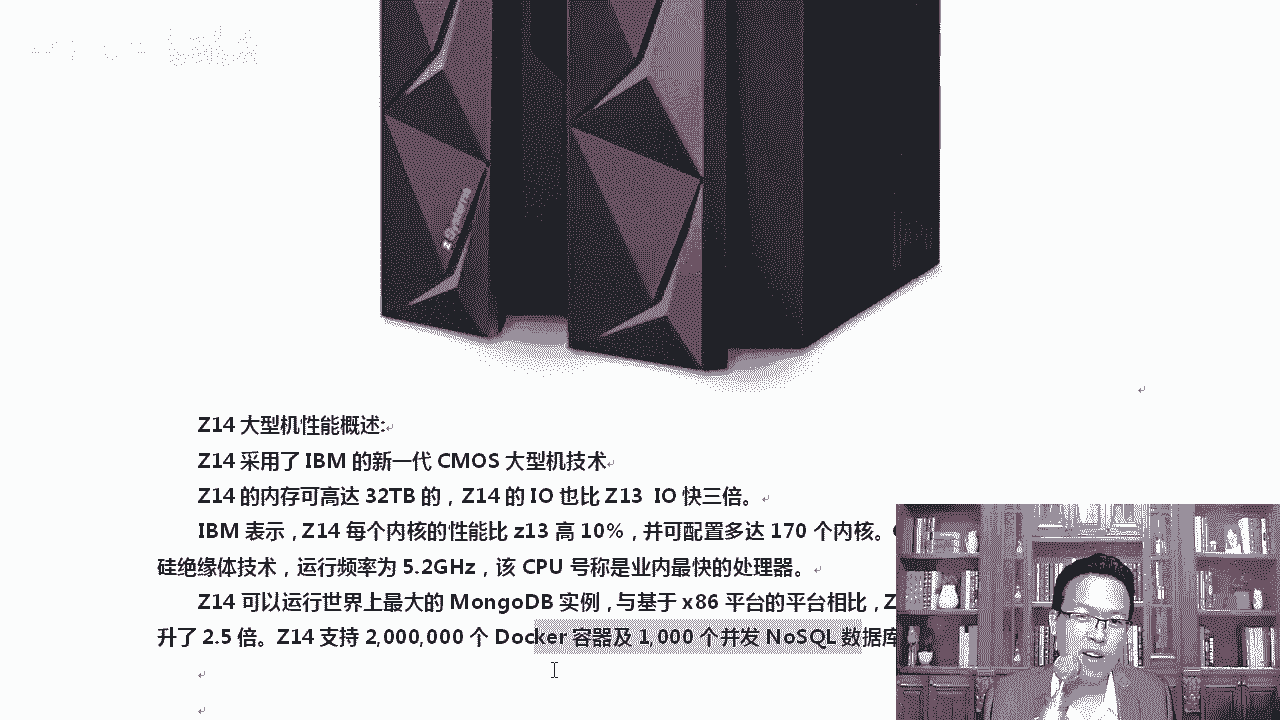 z Systems
Z14 大型机性能概述:
Z14 采用了 IBM 的新一代 CMOS 大型机技术
Z14 的内存可高达 32TB 的，Z14 的 IO 也比 Z13 IO 快三倍。
IBM 表示，Z14 每个内核的性能比 z13 高 10%，并可配置多达 170 个内核。
硅绝缘体技术，运行频率为 5.2GHz，该 CPU 号称是业内最快的处理器。
Z14 可以运行世界上最大的 MongoDB 实例，与基于 x86 平台的平台相比，Z
升了 2.5 倍。Z14 支持 2,000,000 个 Docker 容器及 1,000 个并发 NoSQL 数据库